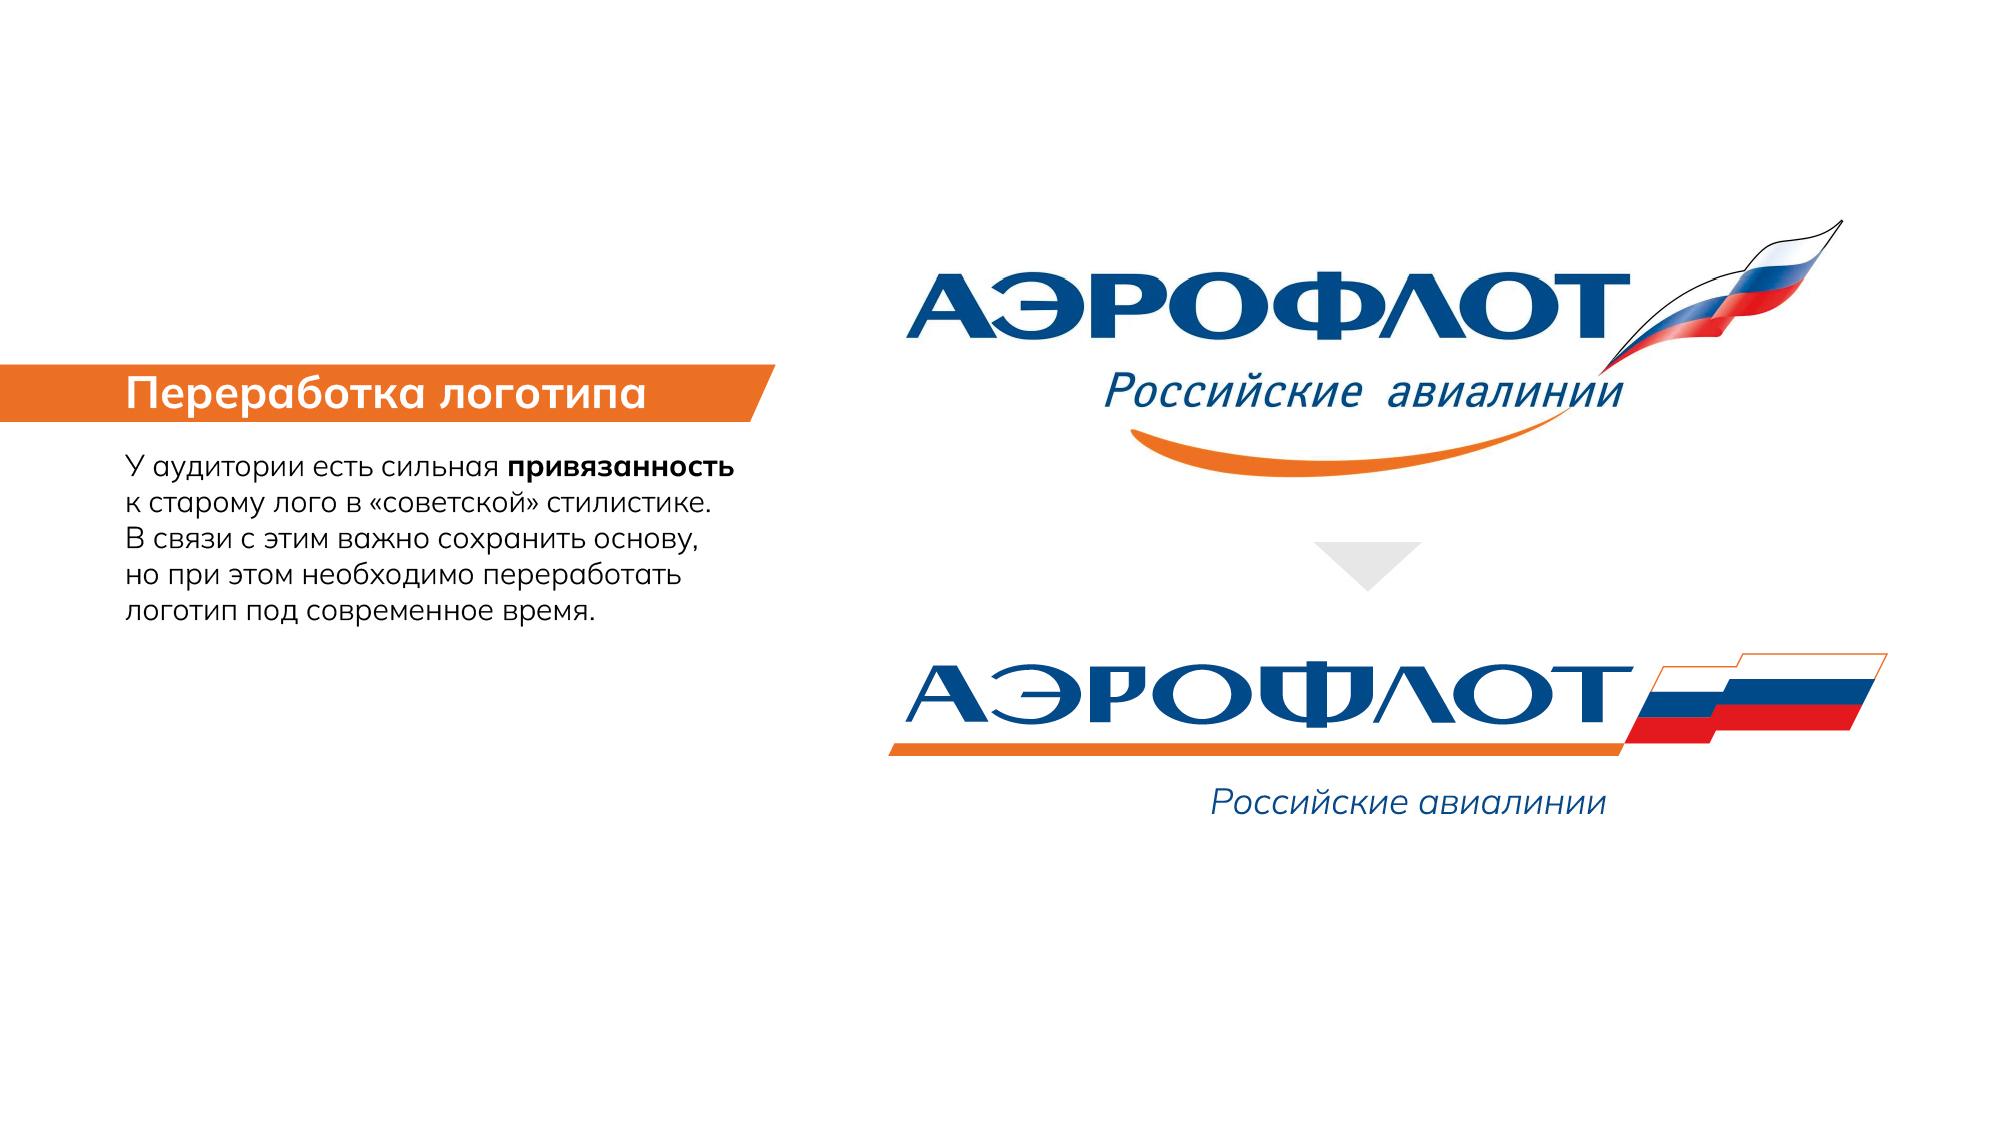 Переработка логотипа
У аудитории есть сильная привязанность
к старому лого в «советской» стилистике.
В связи с этим важно сохранить основу,
но при этом необходимо переработать
логотип под современное время.
АЭРОФЛОТ
Российские авиалинии
АЭРОФЛОТ
Российские авиалинии